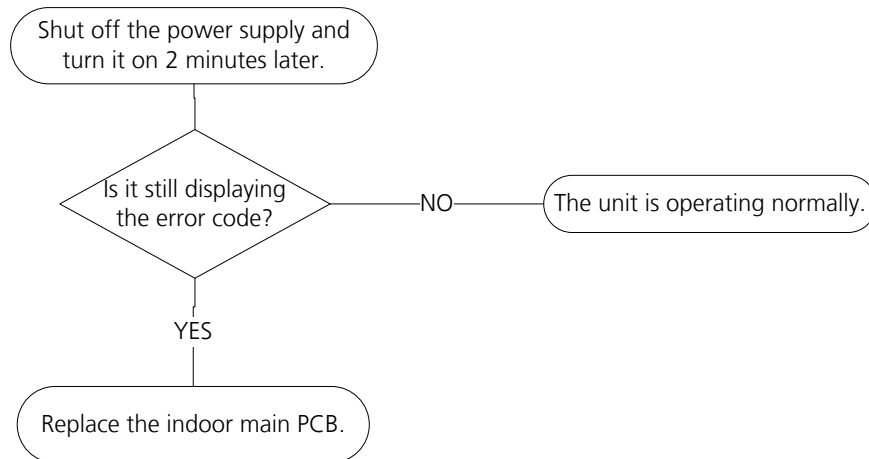 Shut off the power supply and
turn it on 2 minutes later.
Is it still displaying
the error code?
NO
The unit is operating normally.
YES
Replace the indoor main PCB.